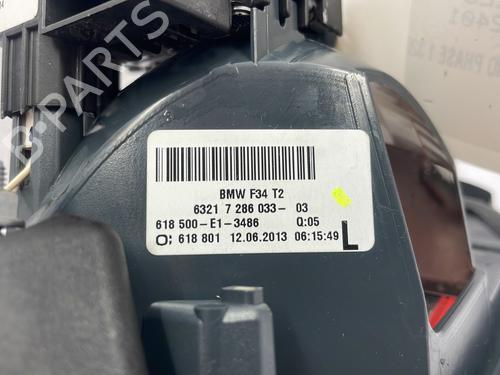 BMW F34 T2
6321 7 286 033- 03
618 500-E1-3486 Q:05
O; 618 801 12.06.2013 06:15:49 L
B-PARTS